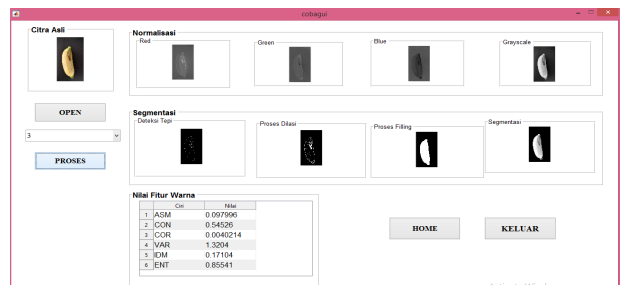 cobagui
Citra Asli
OPEN
3
PROSES
Normalisasi
Red
Green
Blue
Grayscale
Segmentasi
Deteksi Tepi
Proses Dilasi
Proses Filling
Segmentasi
Nilai Fitur Warna
Ciri Nilai
1 ASM 0.097996
2 CON 0.54526
3 COR 0.0040214
4 VAR 1.3204
5 IDM 0.17104
6 ENT 0.85541
HOME
KELUAR